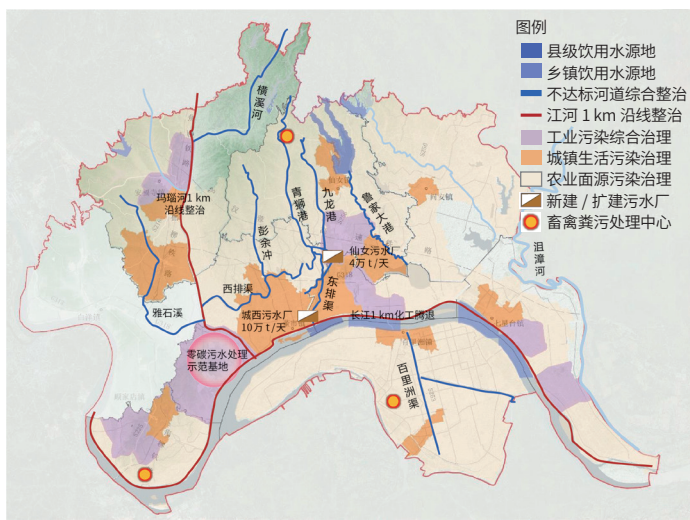 图例
县级饮用水源地
乡镇饮用水源地
不达标河道综合整治
江河 1 km 沿线整治
工业污染综合治理
城镇生活污染治理
农业面源污染治理
新建 / 扩建污水厂
畜禽粪污处理中心
横溪河
玛瑙河1 km
沿线整治
青狮港
九龙港
鲁家大港
彭余冲
沮漳河
仙女污水厂
4万 t /天
东排渠
西排渠
雅石溪
城西污水厂
10万 t /天
长江1 km化工腾退
零碳污水处理
示范基地
百里洲渠